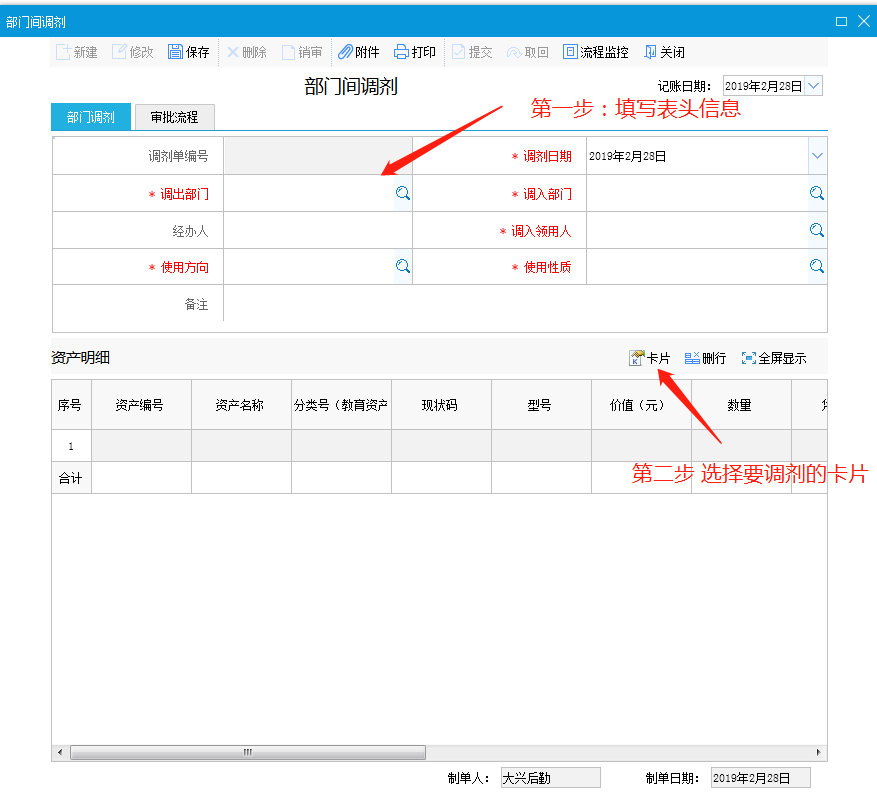 部门间调剂
新建 修改 保存 删除 销审 附件 打印 提交 取回 流程监控 关闭
部门间调剂
记账日期： 2019年2月28日
第一步：填写表头信息
部门调剂 审批流程
调剂单编号 * 调剂日期 2019年2月28日
* 调出部门 * 调入部门
经办人 * 调入领用人
* 使用方向 * 使用性质
备注
资产明细 卡片 删行 全屏显示
序号 资产编号 资产名称 分类号（教育资产 现状码 型号 价值（元） 数量
1
合计
第二步 选择要调剂的卡片
制单人： 大兴后勤 制单日期： 2019年2月28日